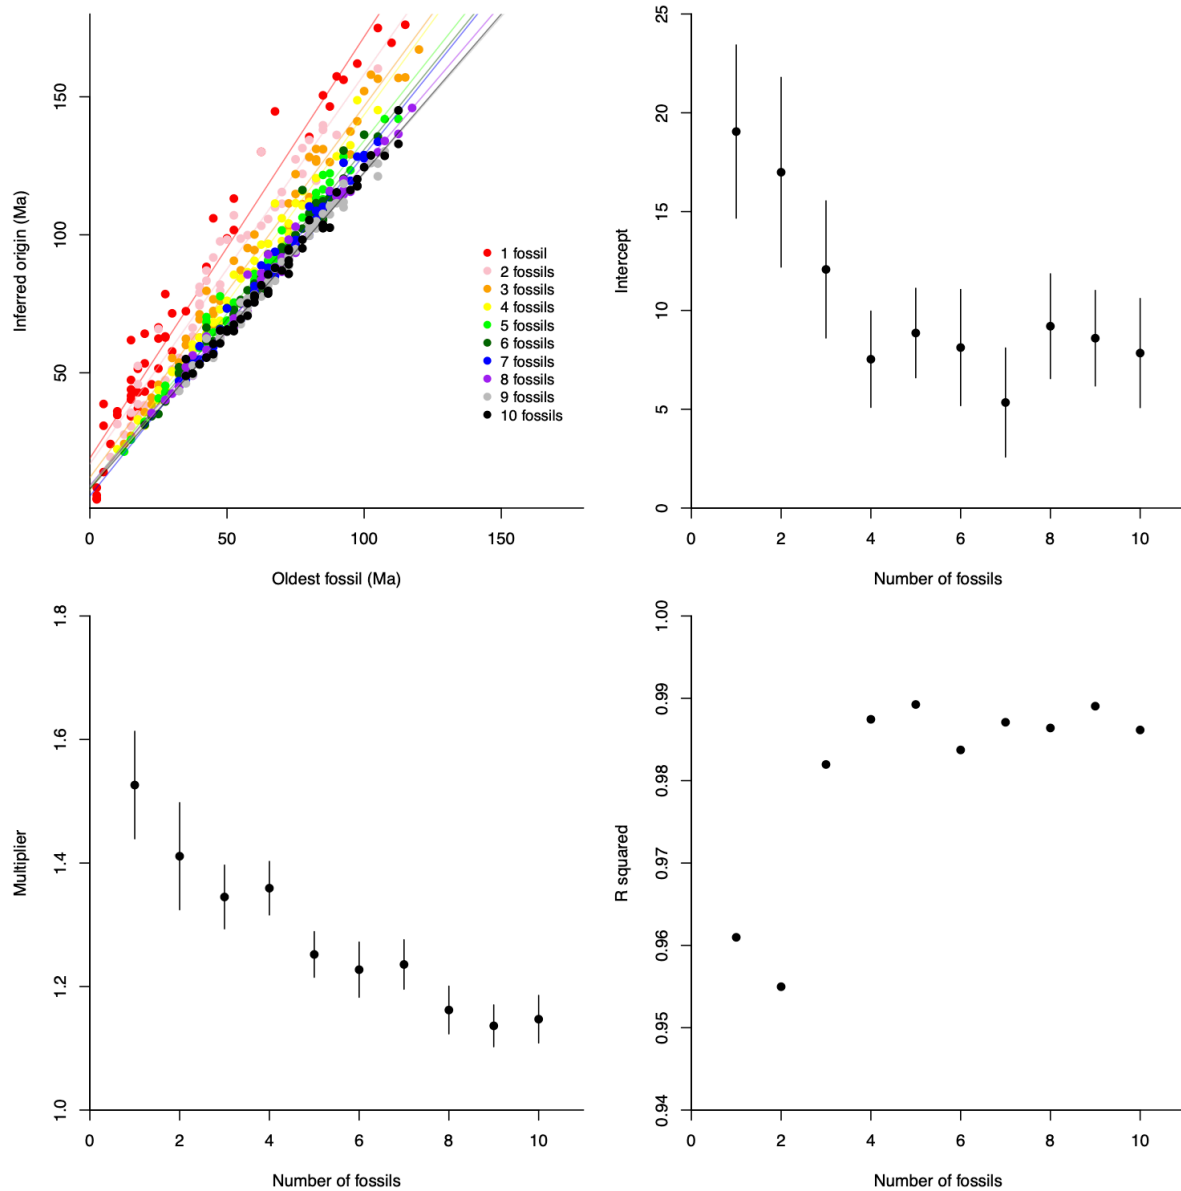 150
100
50
0
50
100
150
Inferred origin (Ma)
Oldest fossil (Ma)
1 fossil
2 fossils
3 fossils
4 fossils
5 fossils
6 fossils
7 fossils
8 fossils
9 fossils
10 fossils
25
20
15
10
5
0
0
2
4
6
8
10
Intercept
Number of fossils
1.8
1.6
1.4
1.2
1.0
0
2
4
6
8
10
Multiplier
Number of fossils
1.00
0.99
0.98
0.97
0.96
0.95
0.94
0
2
4
6
8
10
R squared
Number of fossils